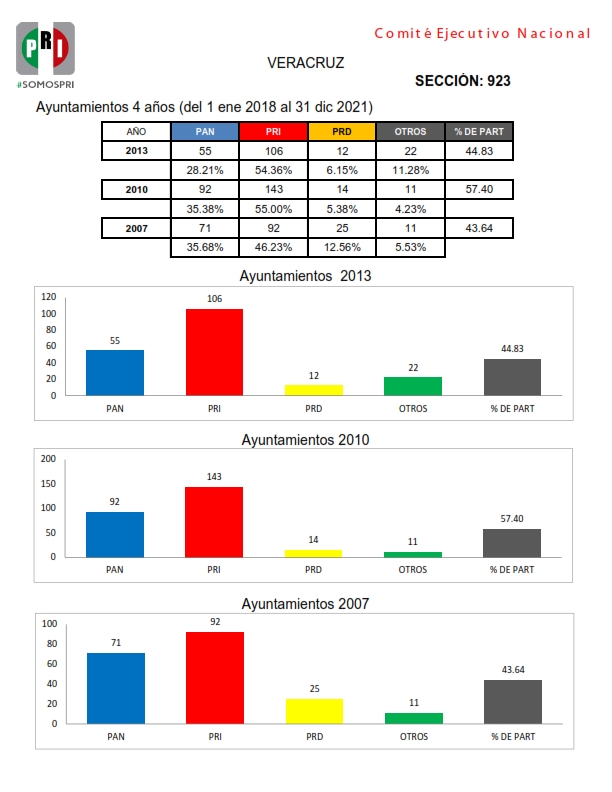 Comité Ejecutivo Nacional
PRI
#SOMOSPRI
VERACRUZ
SECCIÓN: 923
Ayuntamientos 4 años (del 1 ene 2018 al 31 dic 2021)
AÑO PAN PRI PRD OTROS % DE PART
2013 55 106 12 22 44.83
28.21% 54.36% 6.15% 11.28%
2010 92 143 14 11 57.40
35.38% 55.00% 5.38% 4.23%
2007 71 92 25 11 43.64
35.68% 46.23% 12.56% 5.53%
Ayuntamientos 2013
120
100
80
60
40
20
0
55
106
12
22
44.83
PAN PRI PRD OTROS % DE PART
Ayuntamientos 2010
200
150
100
50
0
92
143
14
11
57.40
PAN PRI PRD OTROS % DE PART
Ayuntamientos 2007
100
80
60
40
20
0
71
92
25
11
43.64
PAN PRI PRD OTROS % DE PART